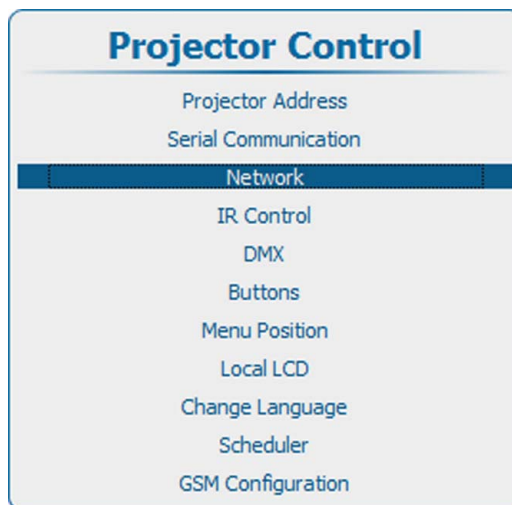 Projector Control
Projector Address
Serial Communication
Network
IR Control
DMX
Buttons
Menu Position
Local LCD
Change Language
Scheduler
GSM Configuration